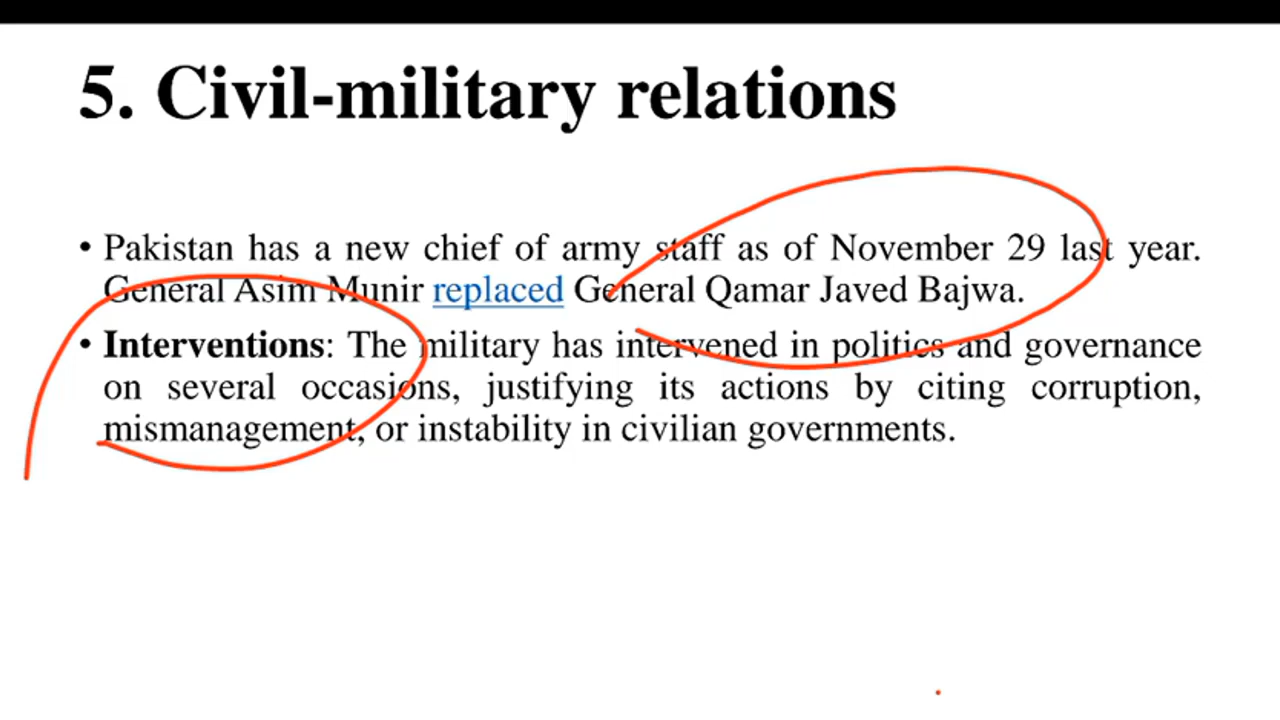 5. Civil-military relations
• Pakistan has a new chief of army staff as of November 29 last year.
General Asim Munir replaced General Qamar Javed Bajwa.
• Interventions: The military has intervened in politics and governance
on several occasions, justifying its actions by citing corruption,
mismanagement, or instability in civilian governments.